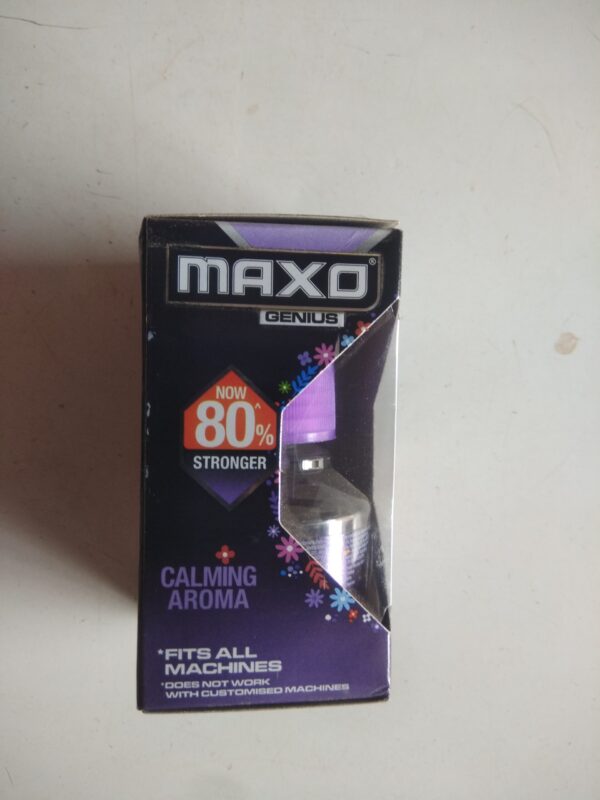 MAXO®
GENIUS
NOW
80^%
STRONGER
CALMING
AROMA
*FITS ALL
MACHINES
*DOES NOT WORK
WITH CUSTOMISED MACHINES